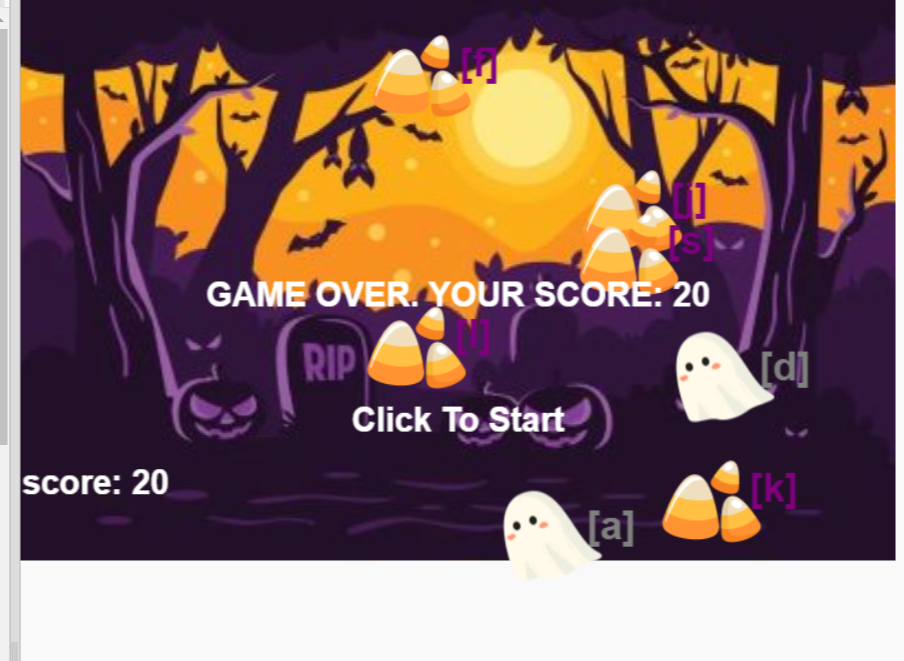 [f]
[j]
[s]
GAME OVER. YOUR SCORE: 20
[l]
RIP
[d]
Click To Start
score: 20
[k]
[a]